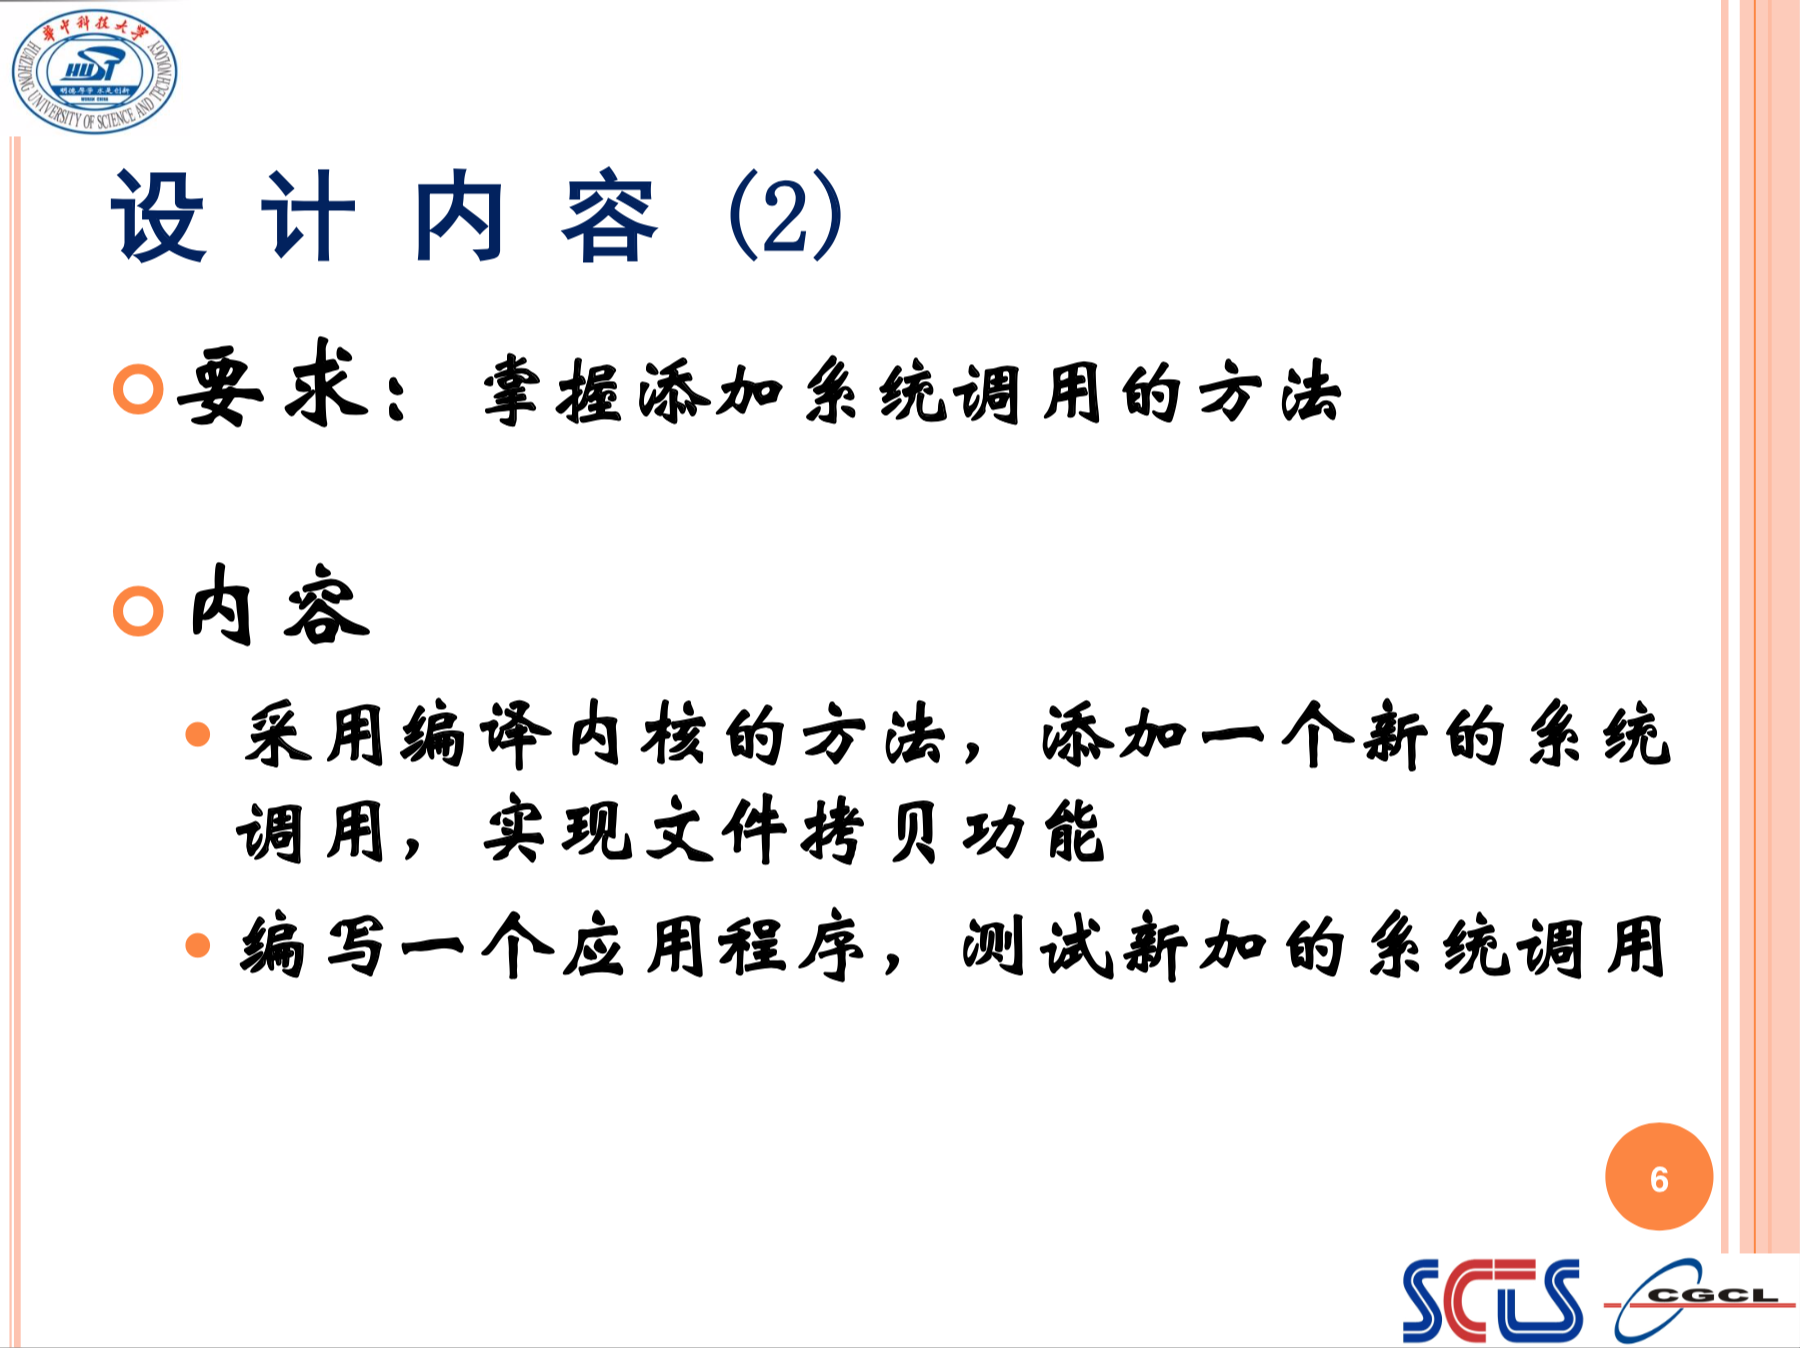 華中科技大学
HUAZHONG UNIVERSITY OF SCIENCE AND TECHNOLOGY
HUST
设 计 内 容 (2)
要求: 掌握添加系统调用的方法
内容
采用编译内核的方法，添加一个新的系统
调用，实现文件拷贝功能
编写一个应用程序，测试新加的系统调用
6
SCTS
CGCL